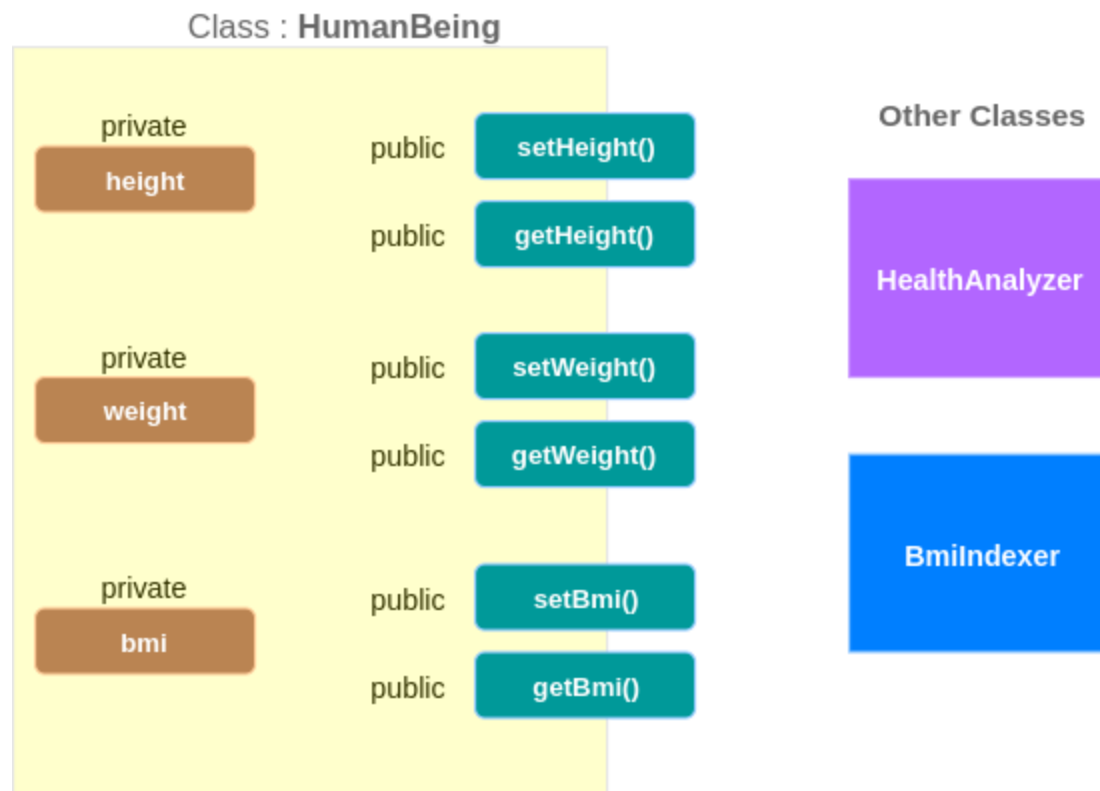 Class : HumanBeing
private
height
public
setHeight()
public
getHeight()
private
weight
public
setWeight()
public
getWeight()
private
bmi
public
setBmi()
public
getBmi()
Other Classes
HealthAnalyzer
BmiIndexer